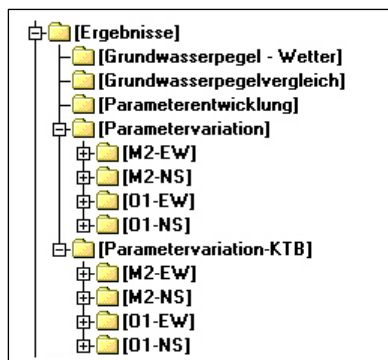 [Ergebnisse]
[Grundwasserpegel - Wetter]
[Grundwasserpegelvergleich]
[Parameterentwicklung]
[Parametervariation]
[M2-EW]
[M2-NS]
[O1-EW]
[O1-NS]
[Parametervariation-KTB]
[M2-EW]
[M2-NS]
[O1-EW]
[O1-NS]